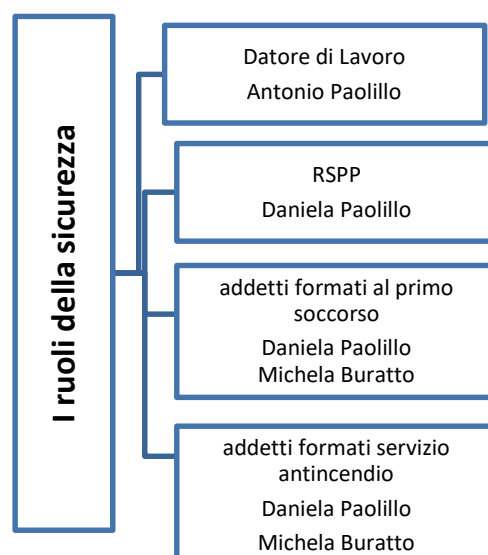 I ruoli della sicurezza
Datore di Lavoro
Antonio Paolillo
RSPP
Daniela Paolillo
addetti formati al primo
soccorso
Daniela Paolillo
Michela Buratto
addetti formati servizio
antincendio
Daniela Paolillo
Michela Buratto